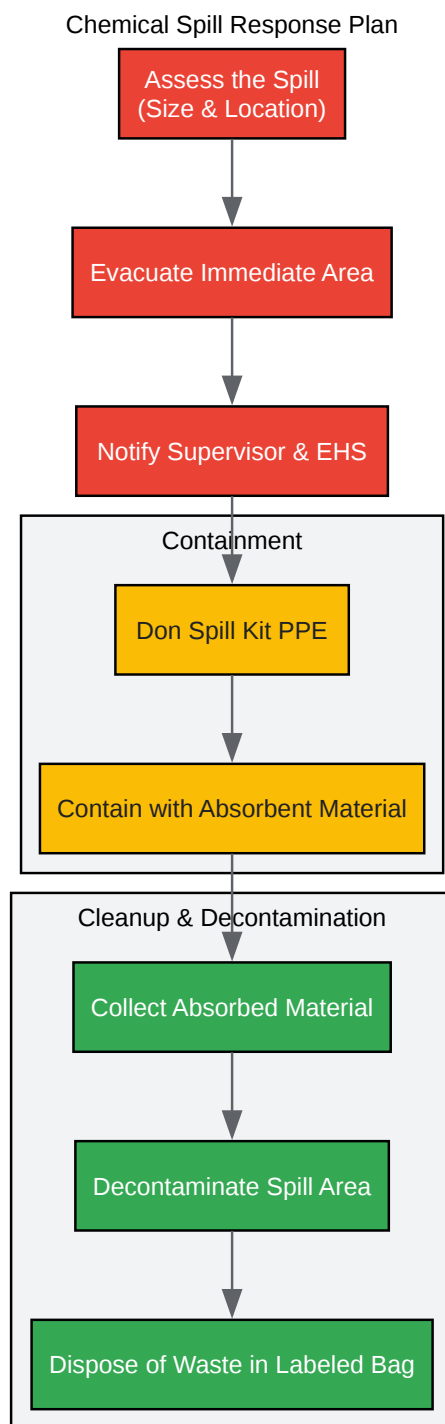 Chemical Spill Response Plan
Assess the Spill
(Size & Location)
Evacuate Immediate Area
Notify Supervisor & EHS
Containment
Don Spill Kit PPE
Contain with Absorbent Material
Cleanup & Decontamination
Collect Absorbed Material
Decontaminate Spill Area
Dispose of Waste in Labeled Bag